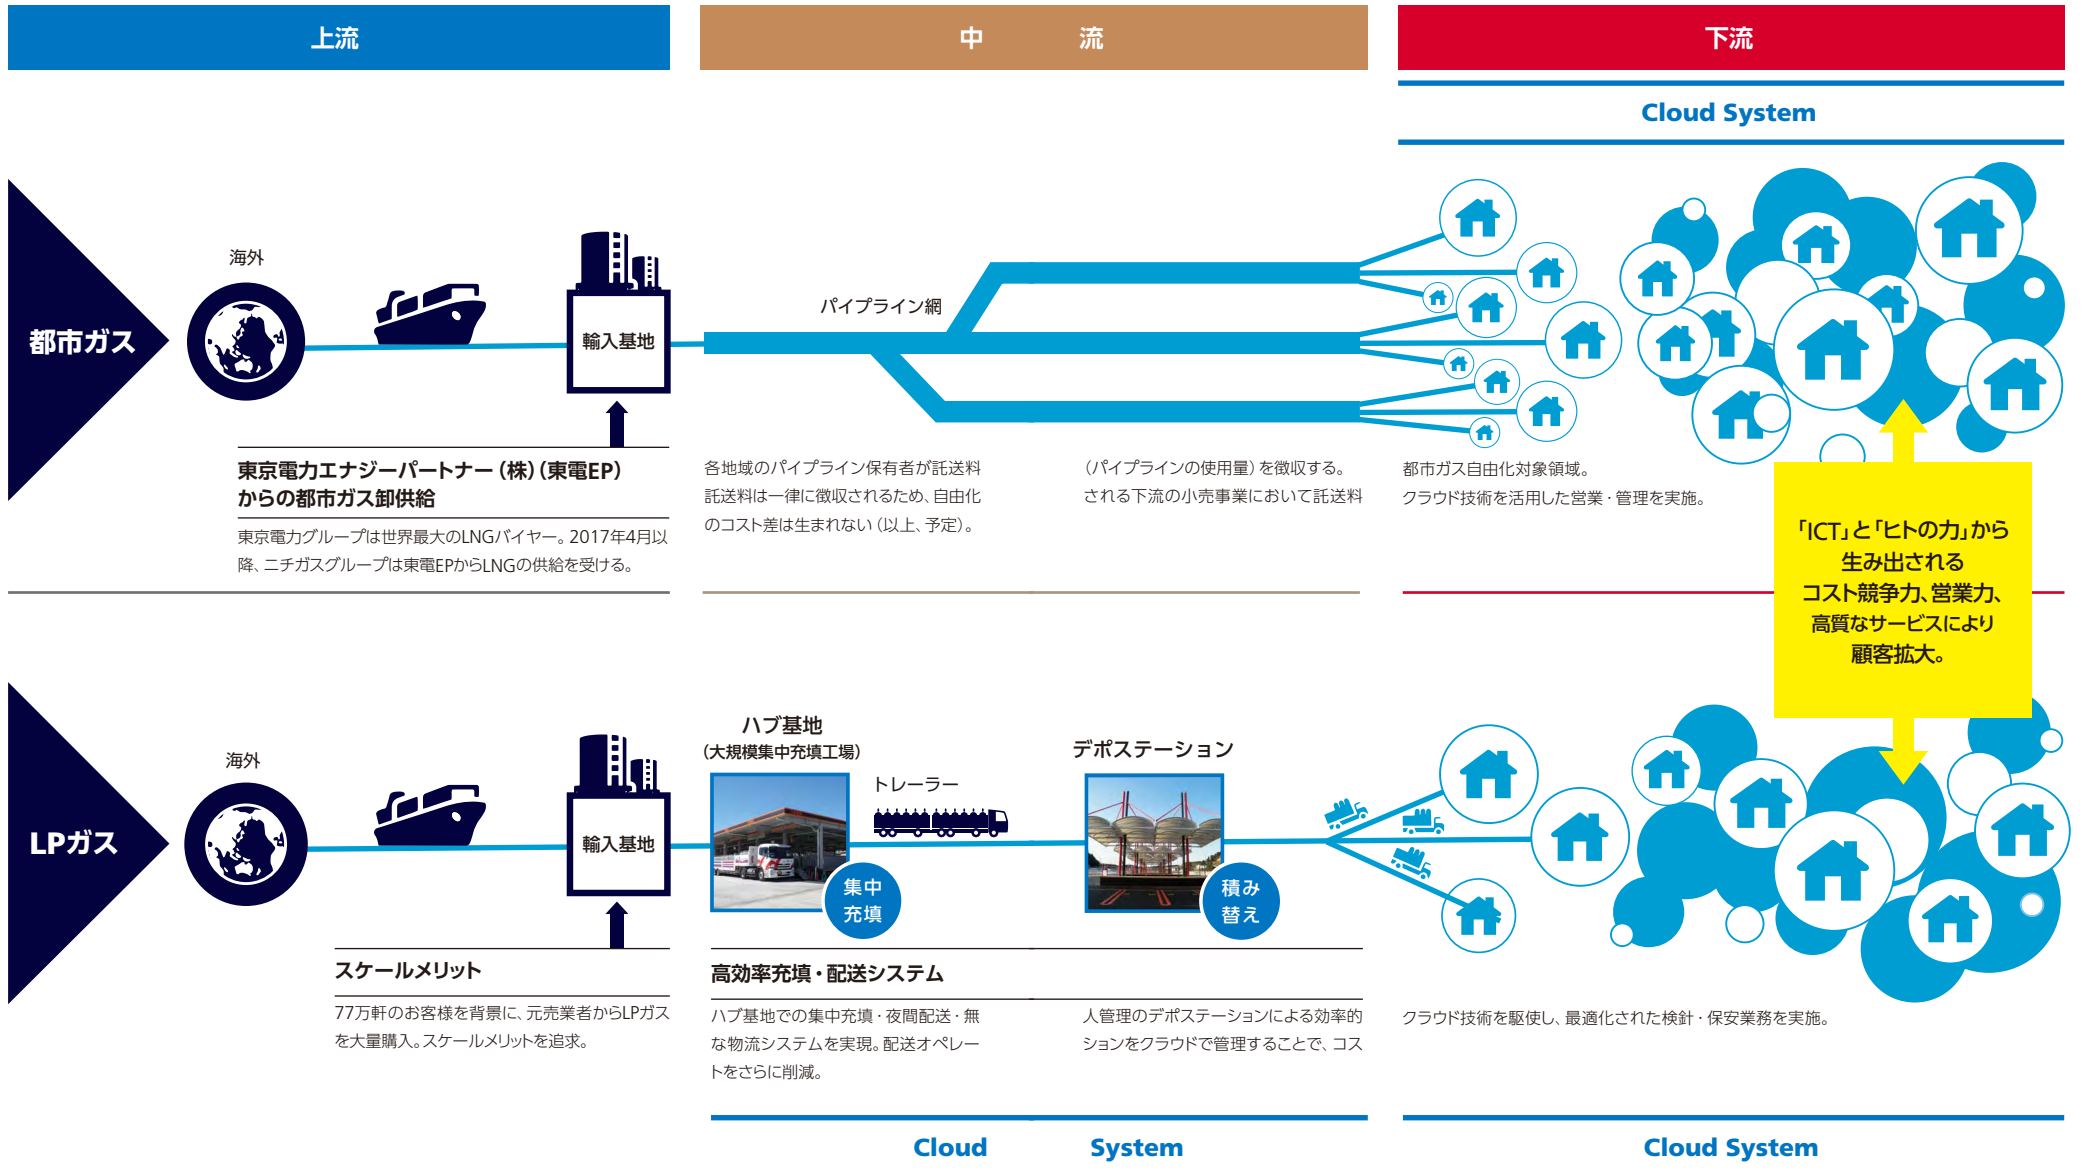 上流
中 流
下流
Cloud System
都市ガス
海外
輸入基地
パイプライン網
東京電力エナジーパートナー（株）（東電EP）
からの都市ガス卸供給
東京電力グループは世界最大のLNGバイヤー。2017年4月以
降、ニチガスグループは東電EPからLNGの供給を受ける。
各地域のパイプライン保有者が託送料（パイプラインの使用量）を徴収する。
託送料は一律に徴収されるため、自由化される下流の小売事業において託送料
のコスト差は生まれない（以上、予定）。
都市ガス自由化対象領域。
クラウド技術を活用した営業・管理を実施。
「ICT」と「ヒトの力」から
生み出される
コスト競争力、営業力、
高質なサービスにより
顧客拡大。
LPガス
海外
輸入基地
ハブ基地
（大規模集中充填工場）
トレーラー
集中
充填
デポステーション
積み
替え
スケールメリット
77万軒のお客様を背景に、元売業者からLPガス
を大量購入。スケールメリットを追求。
高効率充填・配送システム
ハブ基地での集中充填・夜間配送・無人管理のデポステーションによる効率的
な物流システムを実現。配送オペレーションをクラウドで管理することで、コス
トをさらに削減。
クラウド技術を駆使し、最適化された検針・保安業務を実施。
Cloud System
Cloud System